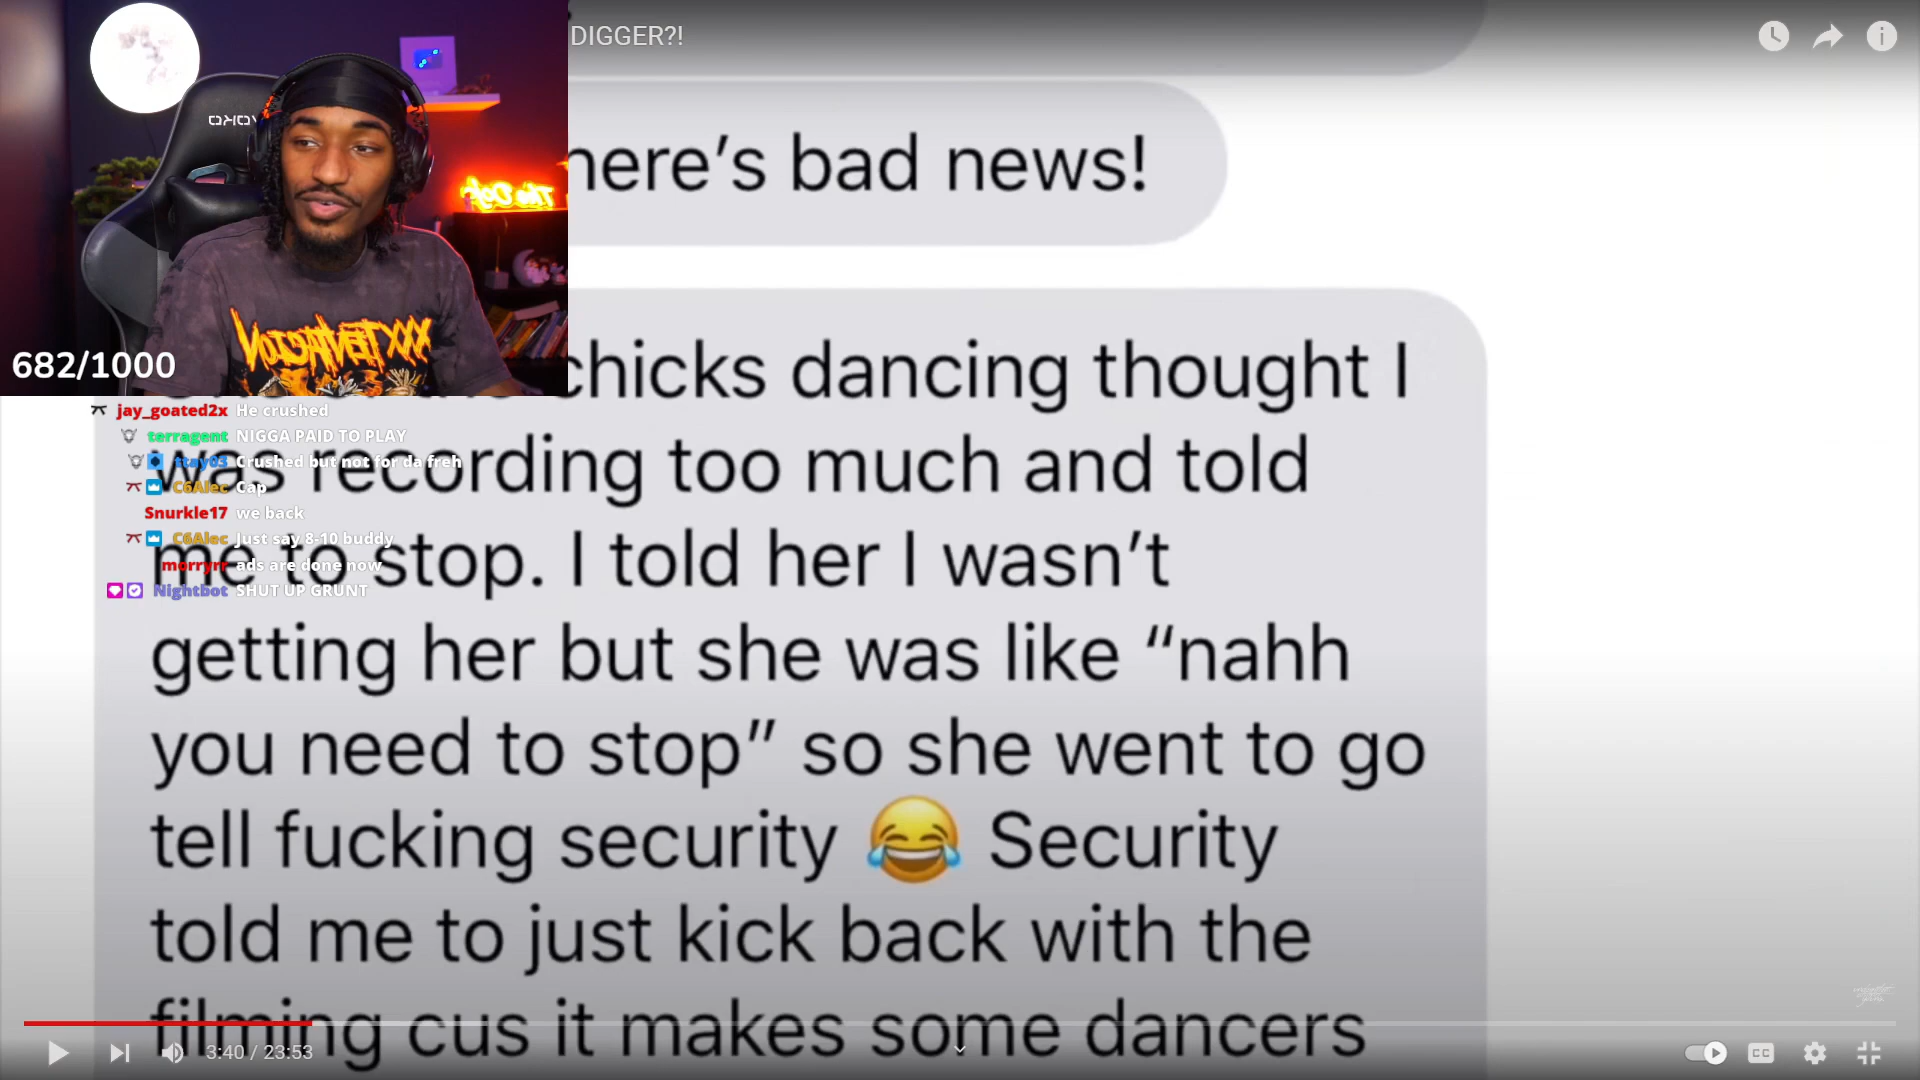 DIGGER?!
here's bad news!
682/1000
chicks dancing thought I
was recording too much and told
me to stop. I told her I wasn't
getting her but she was like “nahh
you need to stop” so she went to go
tell fucking security 😂 Security
told me to just kick back with the
filming cus it makes some dancers
jay_goated2x He crushed
terragent NIGGA PAID TO PLAY
ttay03 Crushed but not for da freh
C6Alec Cap
Snurkle17 we back
C6Alec Just say 8-10 buddy
morryrr ads are done now
Nightbot SHUT UP GRUNT
3:40 / 23:53
CC